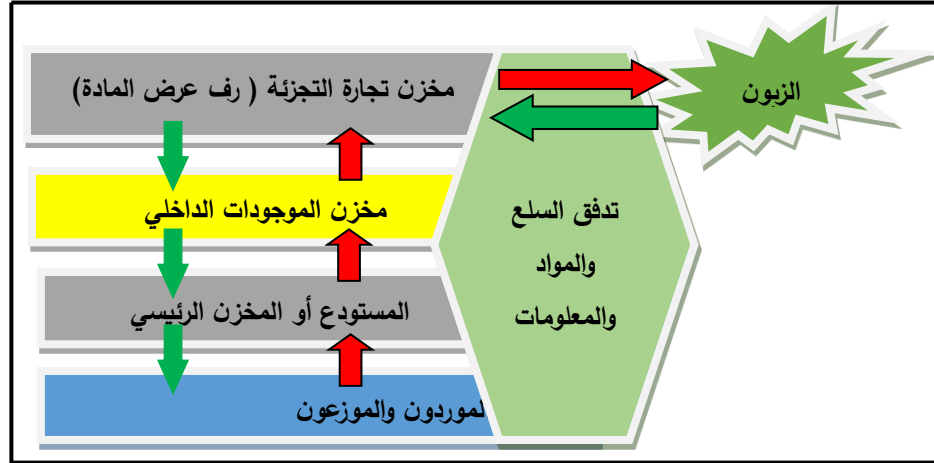 مخزن تجارة التجزئة ( رف عرض المادة)
الزبون
مخزن الموجودات الداخلي
تدفق السلع
والمواد
والمعلومات
المستودع أو المخزن الرئيسي
الموردون والموزعون